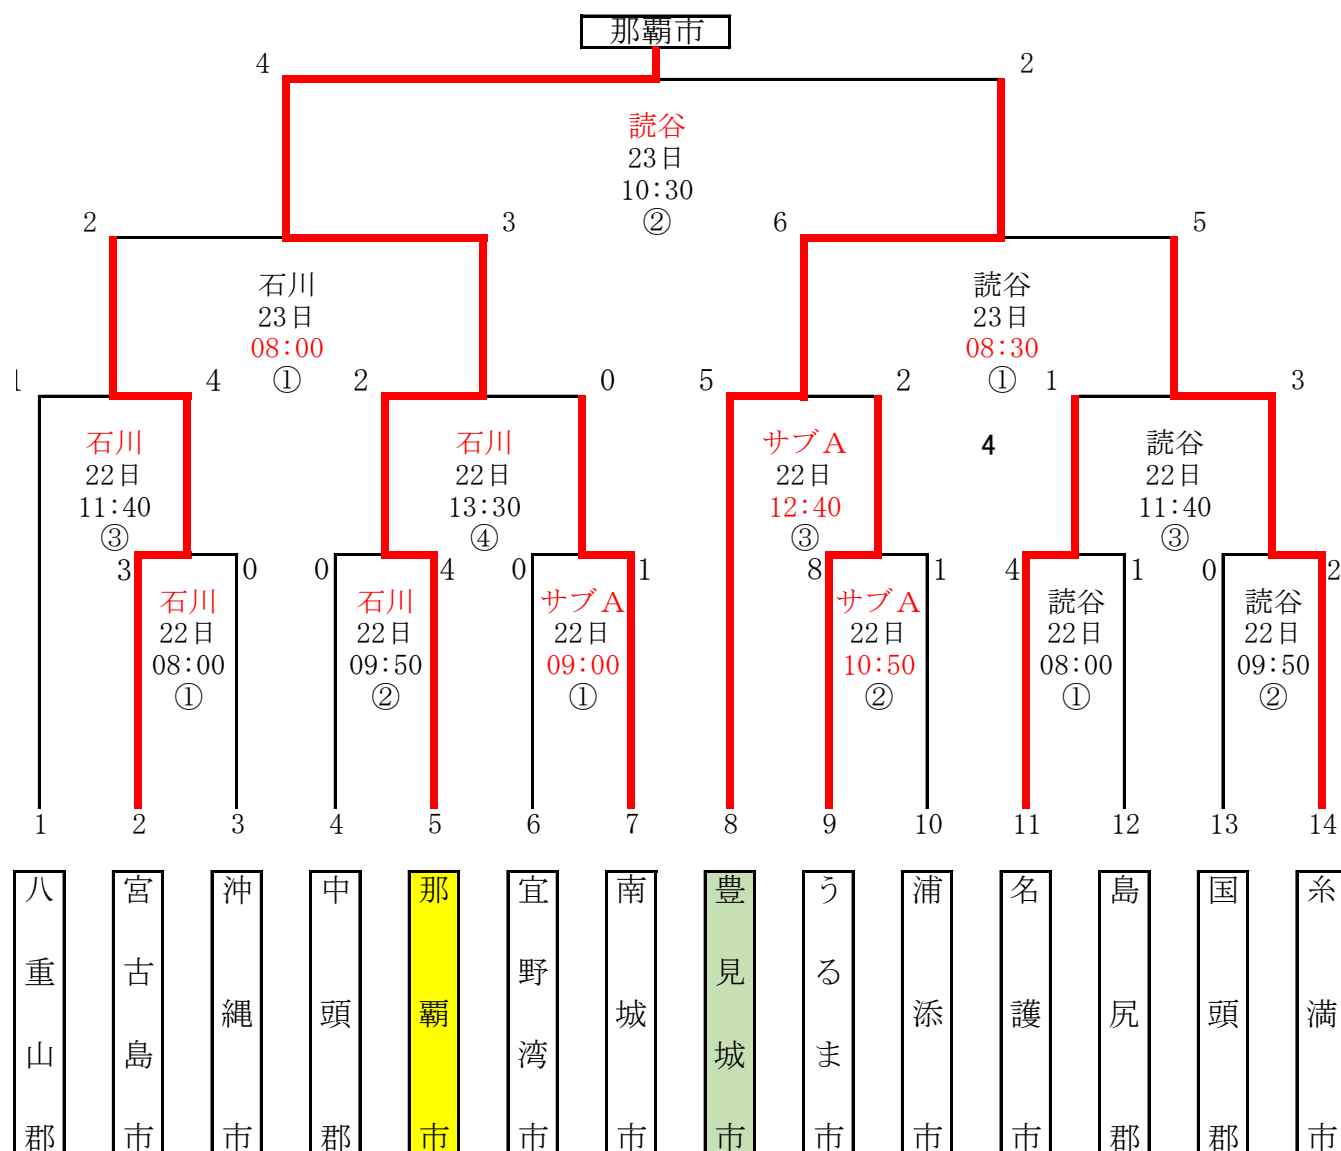 那覇市
4
2
読谷
23日
10:30
②
2
3
6
5
石川
23日
08:00
①
読谷
23日
08:30
①
1
4
2
0
5
2
1
3
石川
22日
11:40
③
石川
22日
13:30
④
サブA
22日
12:40
③
4
読谷
22日
11:40
③
3
0
0
4
0
1
8
1
4
1
0
2
石川
22日
08:00
①
石川
22日
09:50
②
サブA
22日
09:00
①
サブA
22日
10:50
②
読谷
22日
08:00
①
読谷
22日
09:50
②
1
2
3
4
5
6
7
8
9
10
11
12
13
14
八重山郡
宮古島市
沖縄市
中頭郡
那覇市
宜野湾市
南城市
豊見城市
うるま市
浦添市
名護市
島尻郡
国頭郡
糸満市